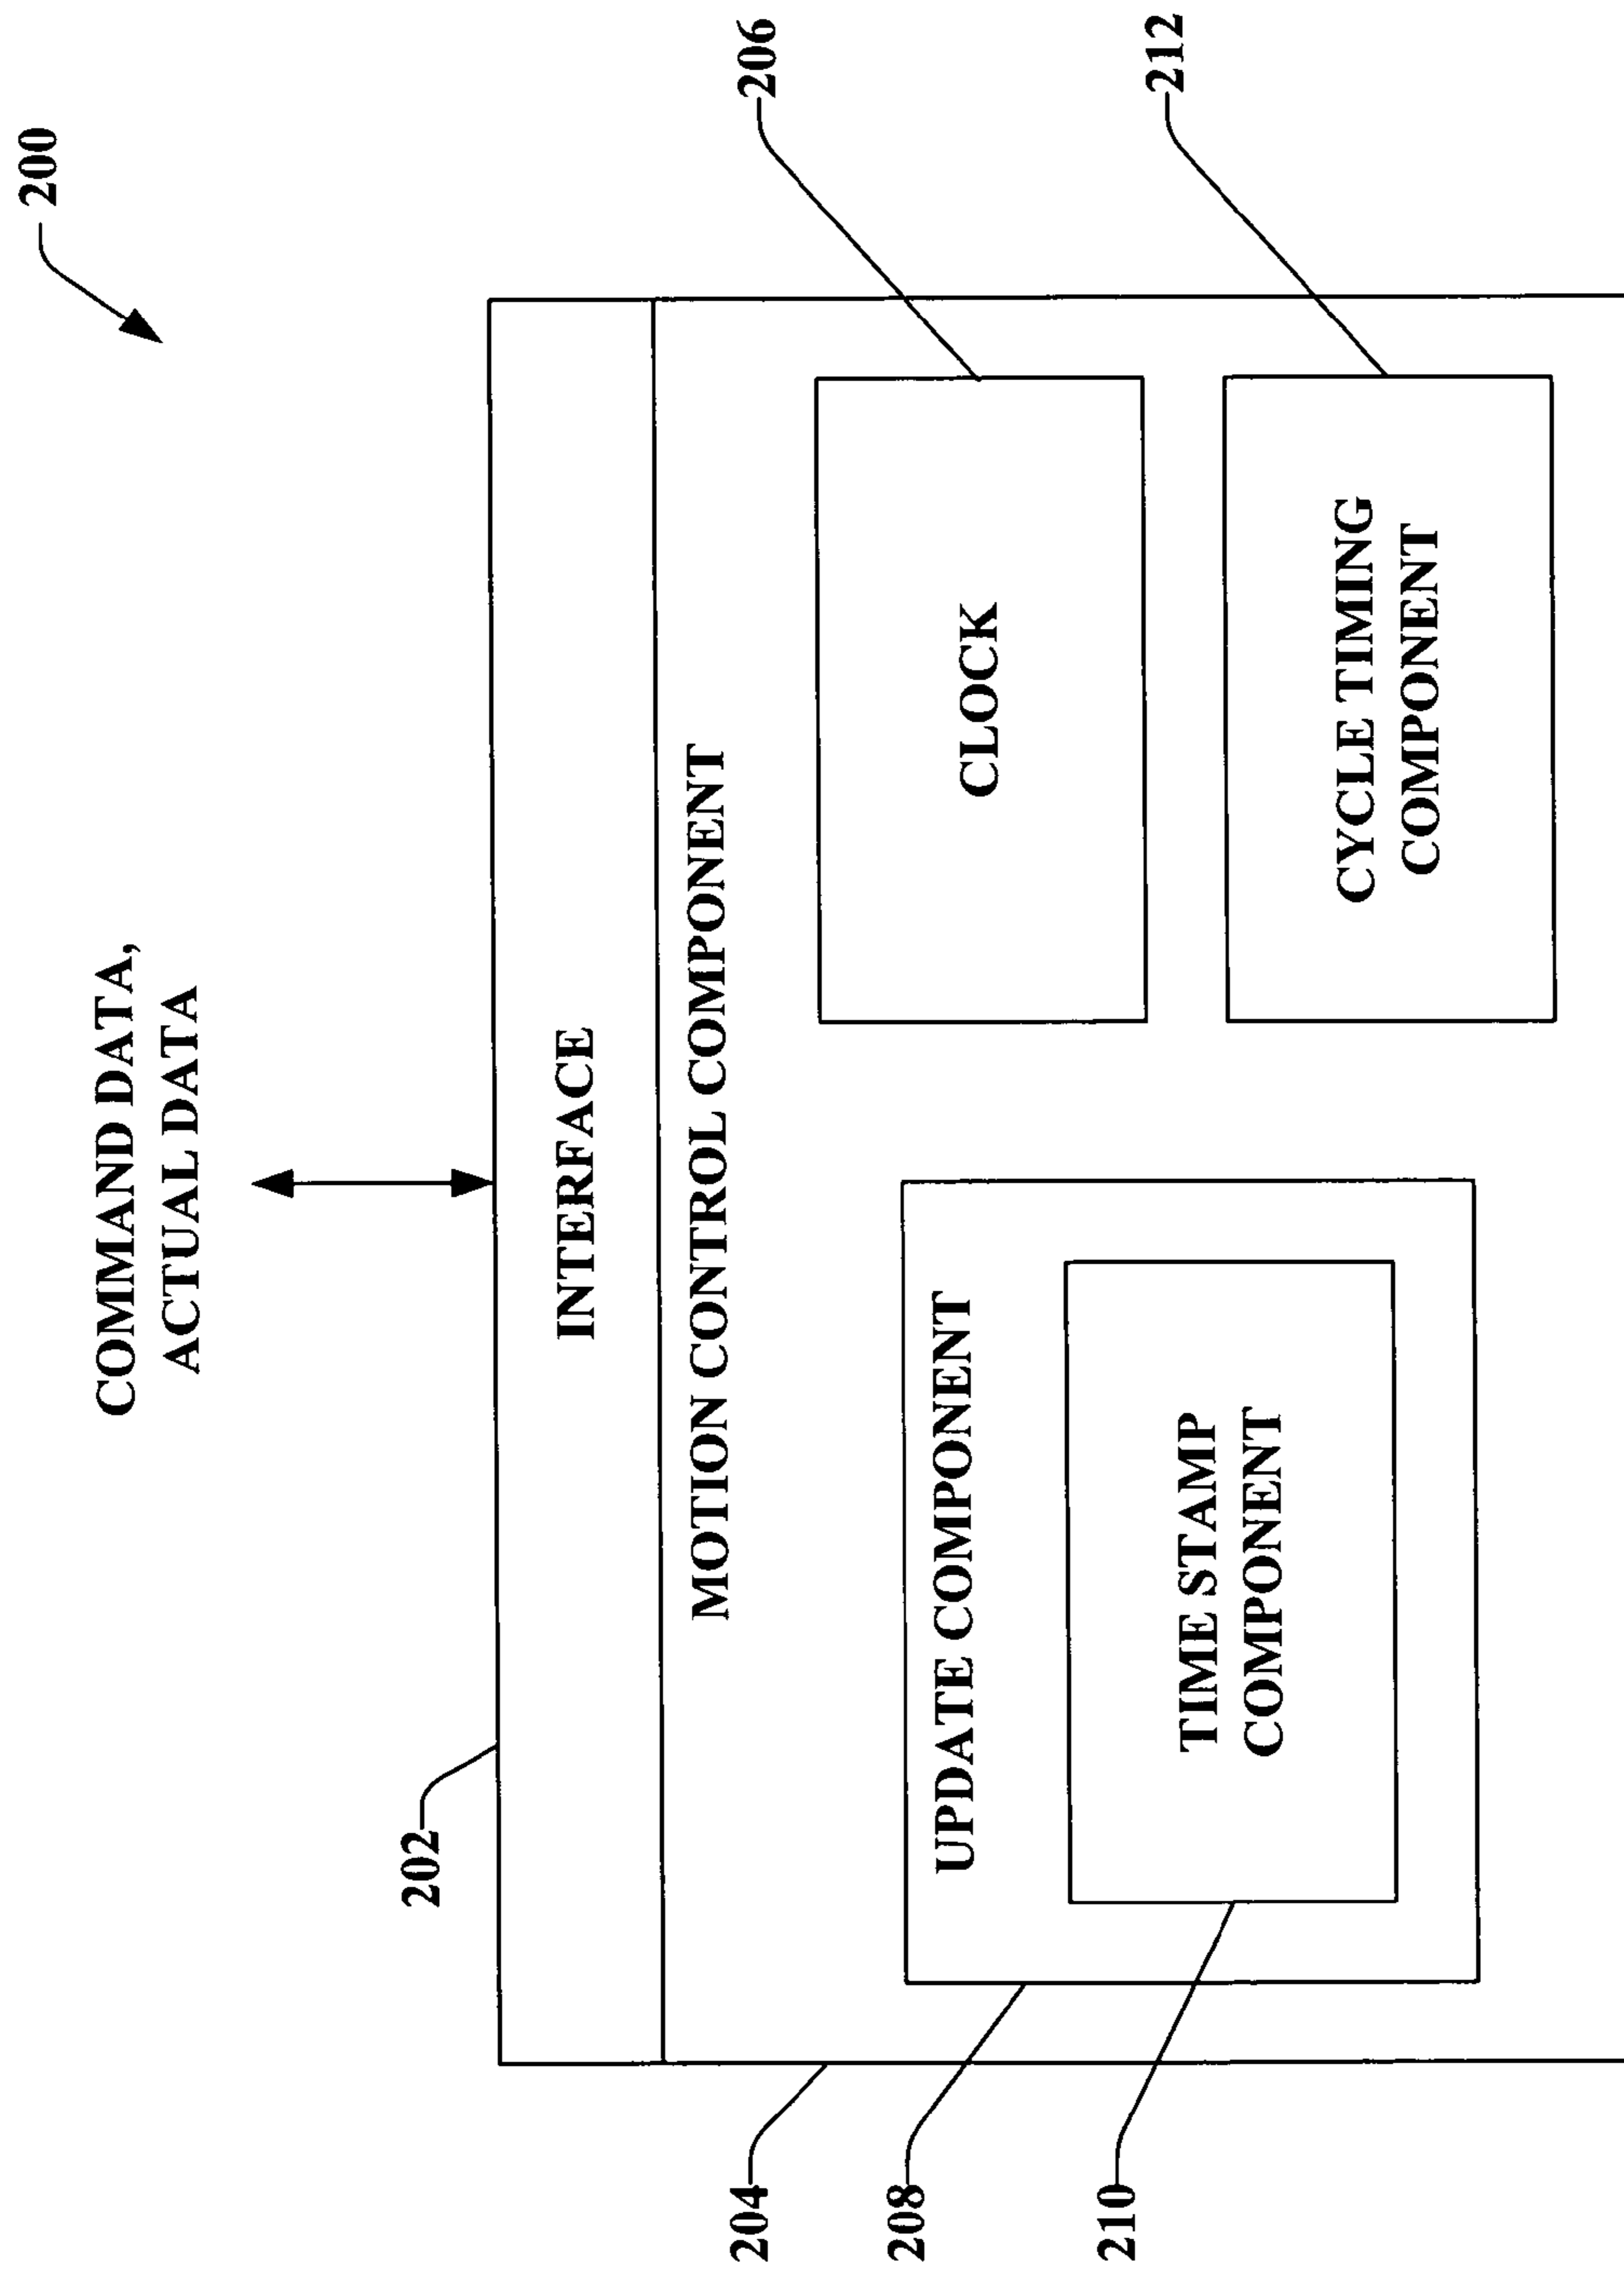 200
COMMAND DATA,
ACTUAL DATA
202
INTERFACE
204
MOTION CONTROL COMPONENT
206
CLOCK
208
UPDATE COMPONENT
210
TIME STAMP
COMPONENT
212
CYCLE TIMING
COMPONENT